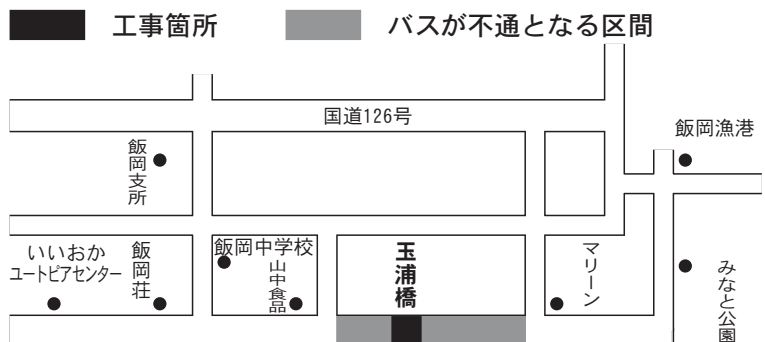 工事箇所
バスが不通となる区間
国道126号
飯岡漁港
飯岡支所
いいおか
ユートピアセンター
飯岡荘
飯岡中学校
山中食品
玉浦橋
マリーン
みなと公園